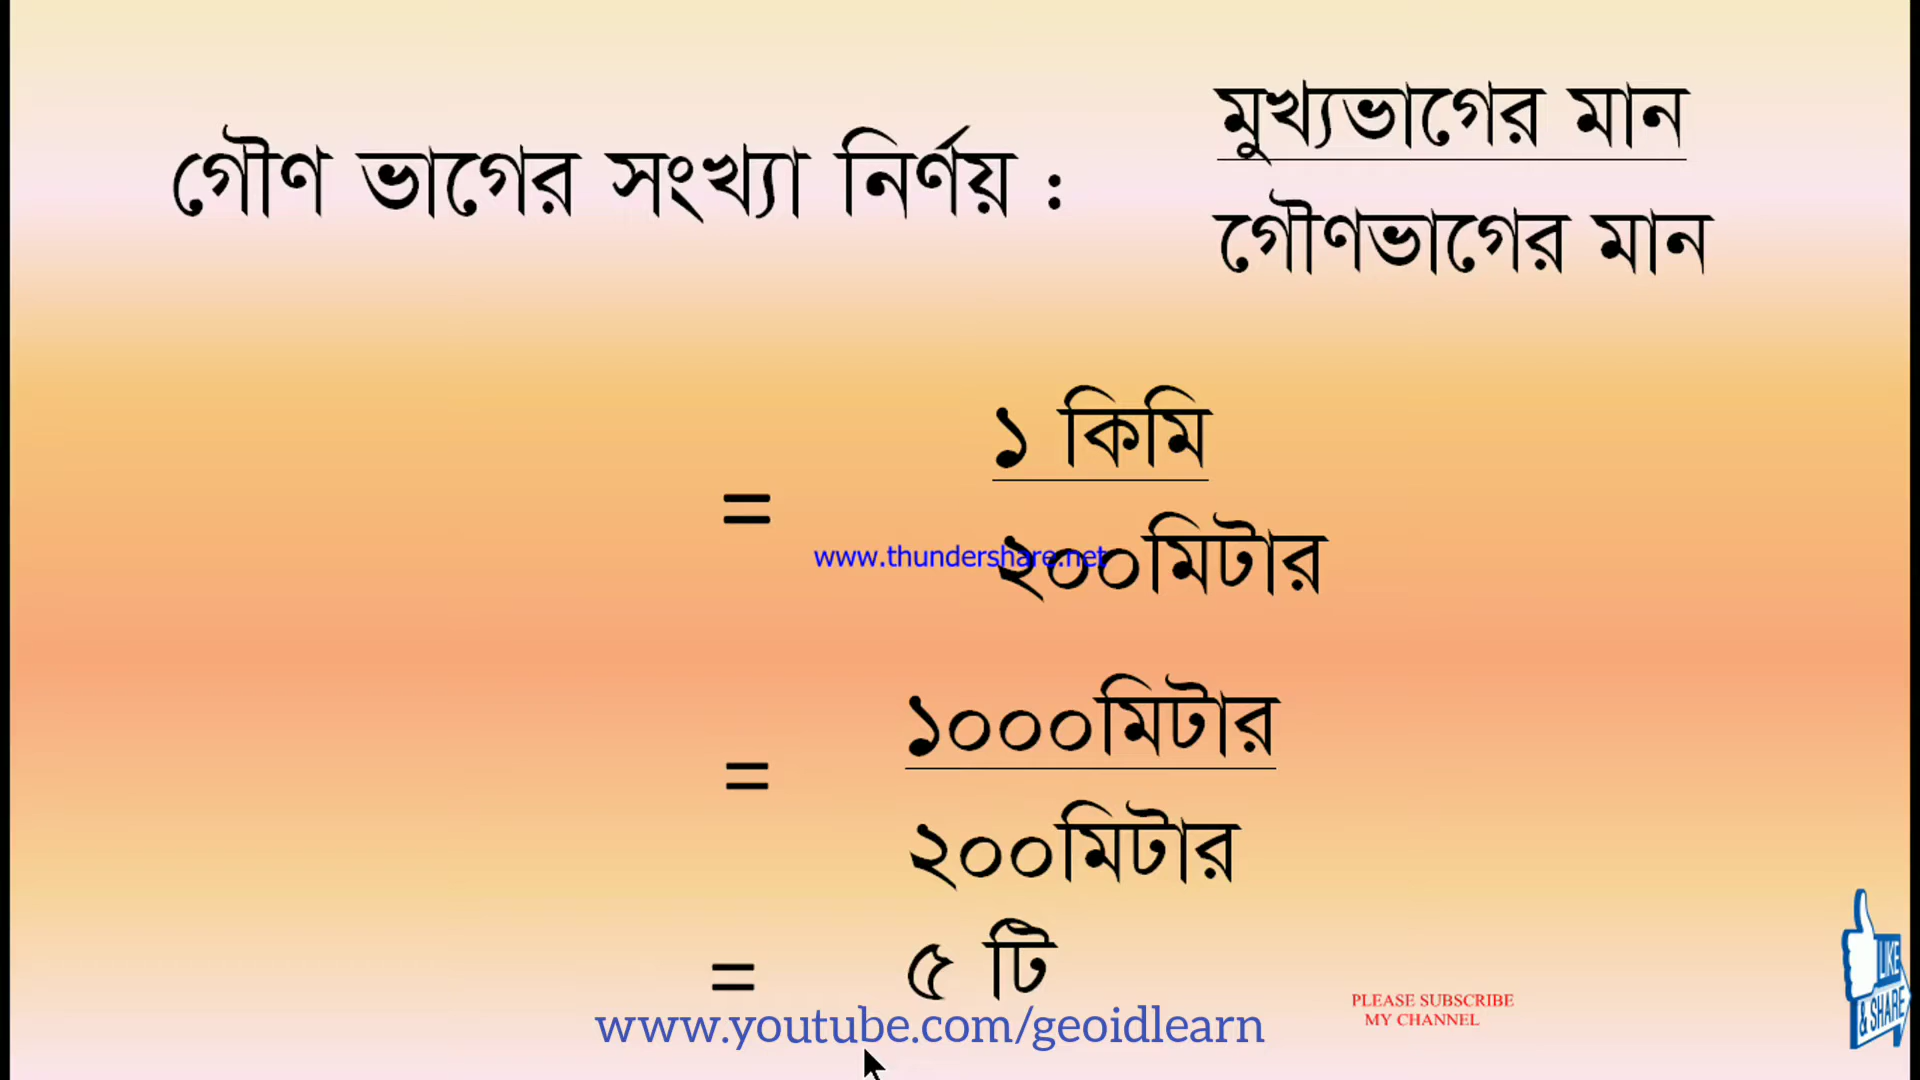 মুখ্যভাগের মান
গৌণ ভাগের সংখ্যা নির্ণয় :
গৌণভাগের মান
১ কিমি
=
www.thundershare.net
২০০মিটার
১০০০মিটার
=
২০০মিটার
= ৫ টি
www.youtube.com/geoidlearn
PLEASE SUBSCRIBE
MY CHANNEL
LIKE
& SHARE